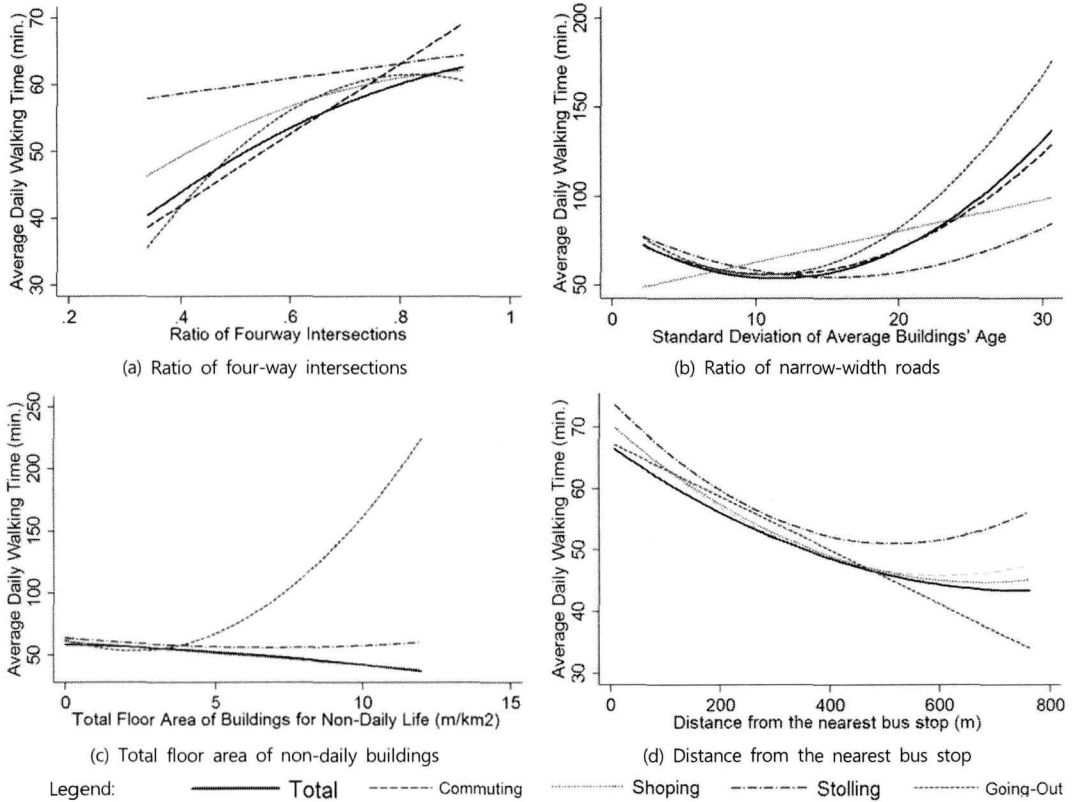 Average Daily Walking Time (min.)
70
60
50
40
30
.2
.4
.6
.8
1
Ratio of Fourway Intersections
(a) Ratio of four-way intersections
Average Daily Walking Time (min.)
200
150
100
50
0
10
20
30
Standard Deviation of Average Buildings' Age
(b) Ratio of narrow-width roads
Average Daily Walking Time (min.)
250
200
150
100
50
0
5
10
15
Total Floor Area of Buildings for Non-Daily Life (m/km2)
(c) Total floor area of non-daily buildings
Average Daily Walking Time (min.)
70
60
50
40
30
0
200
400
600
800
Distance from the nearest bus stop (m)
(d) Distance from the nearest bus stop
Legend: Total Commuting Shoping Stolling Going-Out